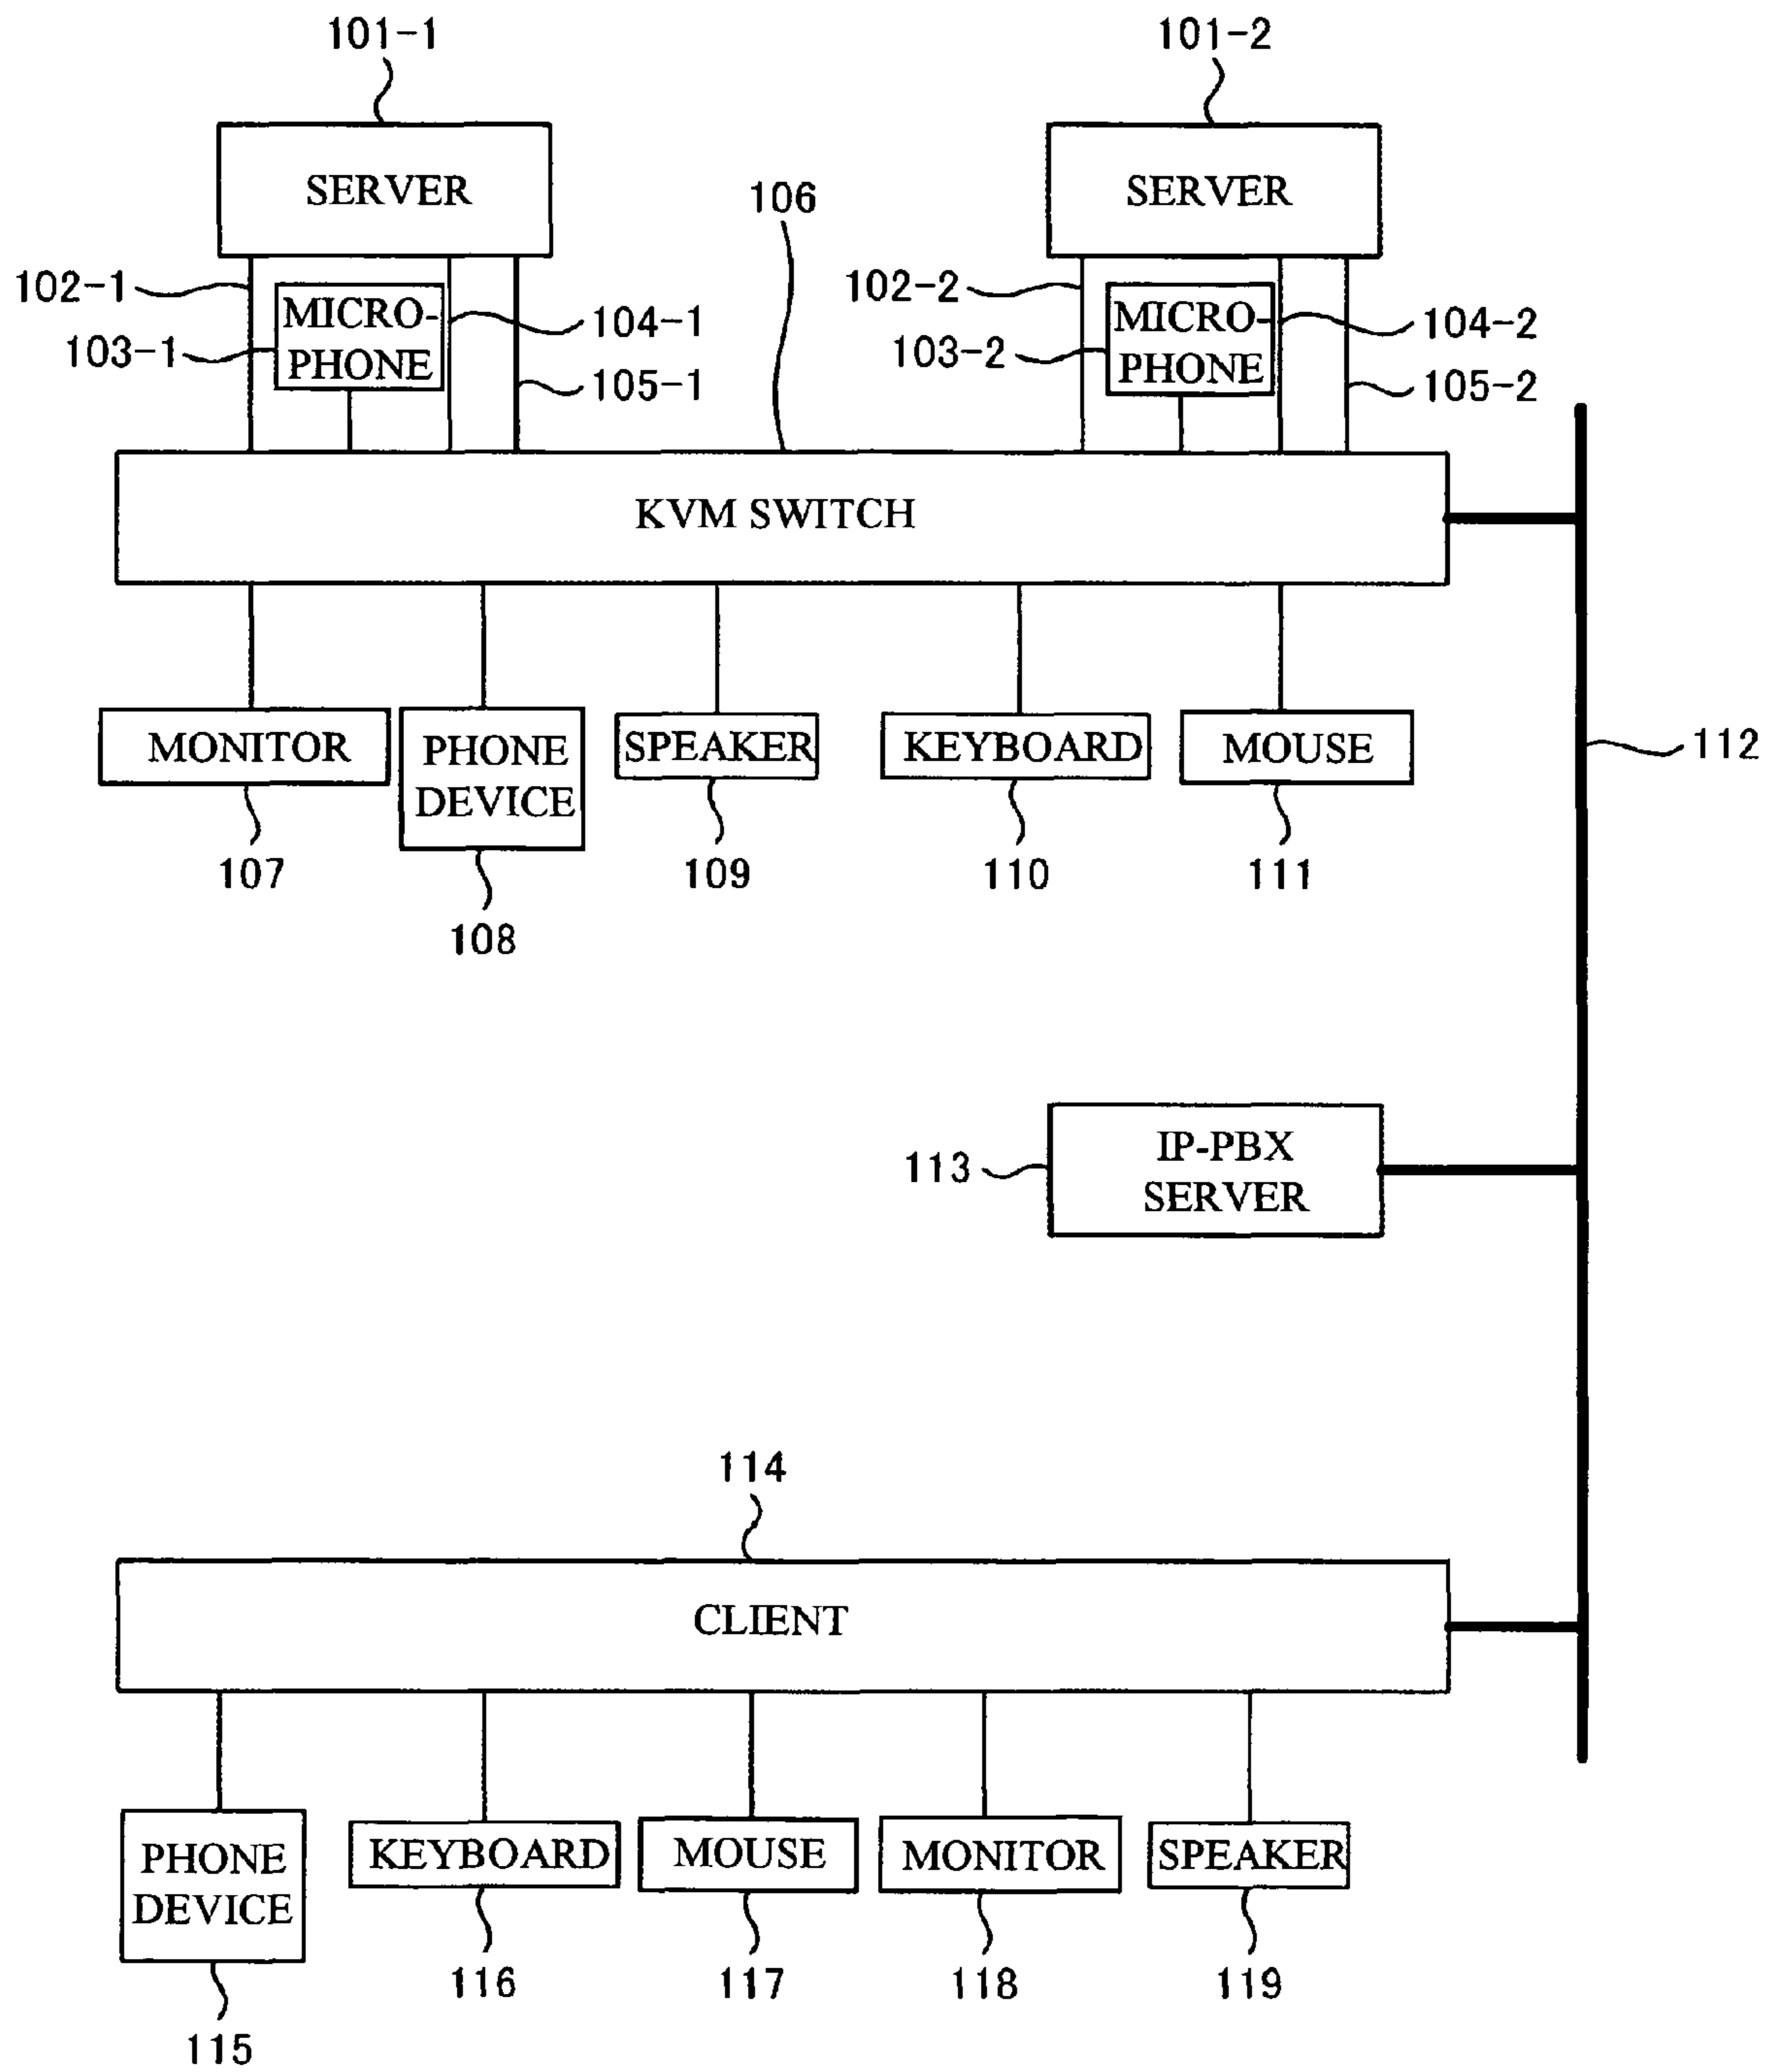 101-1
101-2
SERVER
SERVER
106
102-1
MICRO-
PHONE
103-1
104-1
105-1
102-2
MICRO-
PHONE
103-2
104-2
105-2
KVM SWITCH
MONITOR
PHONE
DEVICE
SPEAKER
KEYBOARD
MOUSE
112
107
108
109
110
111
113
IP-PBX
SERVER
114
CLIENT
PHONE
DEVICE
KEYBOARD
MOUSE
MONITOR
SPEAKER
115
116
117
118
119